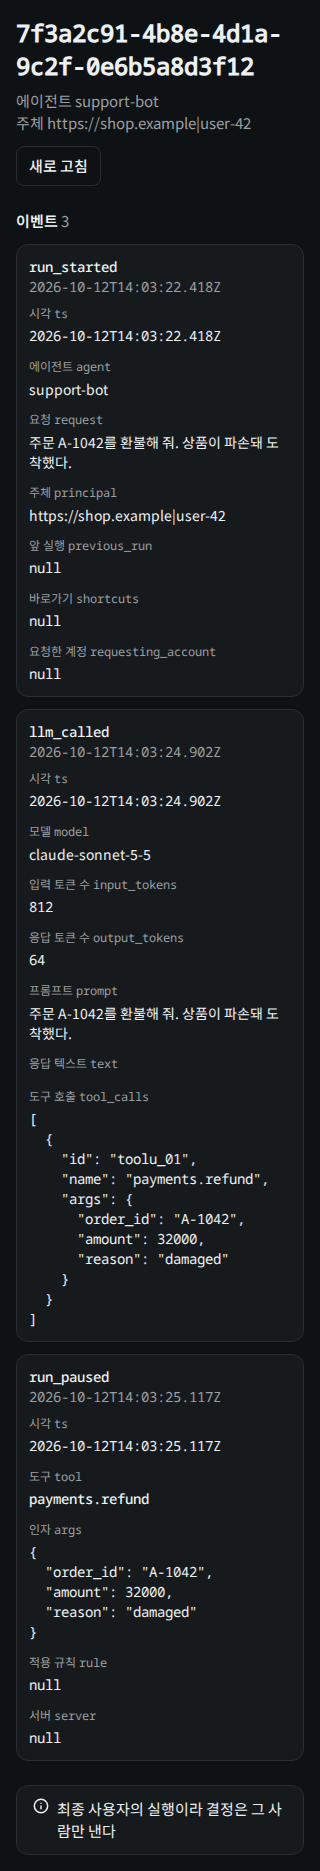 7f3a2c91-4b8e-4d1a-
9c2f-0e6b5a8d3f12
에이전트 support-bot
주체 https://shop.example|user-42
새로 고침
이벤트 3
run_started
2026-10-12T14:03:22.418Z
시각 ts
2026-10-12T14:03:22.418Z
에이전트 agent
support-bot
요청 request
주문 A-1042를 환불해 줘. 상품이 파손돼 도
착했다.
주체 principal
https://shop.example|user-42
앞 실행 previous_run
null
바로가기 shortcuts
null
요청한 계정 requesting_account
null
llm_called
2026-10-12T14:03:24.902Z
시각 ts
2026-10-12T14:03:24.902Z
모델 model
claude-sonnet-5-5
입력 토큰 수 input_tokens
812
응답 토큰 수 output_tokens
64
프롬프트 prompt
주문 A-1042를 환불해 줘. 상품이 파손돼 도
착했다.
응답 텍스트 text
도구 호출 tool_calls
[
  {
    "id": "toolu_01",
    "name": "payments.refund",
    "args": {
      "order_id": "A-1042",
      "amount": 32000,
      "reason": "damaged"
    }
  }
]
run_paused
2026-10-12T14:03:25.117Z
시각 ts
2026-10-12T14:03:25.117Z
도구 tool
payments.refund
인자 args
{
  "order_id": "A-1042",
  "amount": 32000,
  "reason": "damaged"
}
적용 규칙 rule
null
서버 server
null
최종 사용자의 실행이라 결정은 그 사
람만 낸다